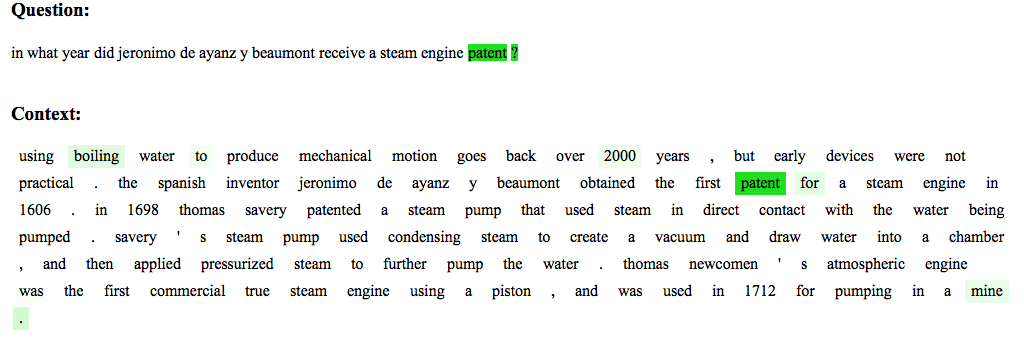 Question:
in what year did jeronimo de ayanz y beaumont receive a steam engine patent ?
Context:
using boiling water to produce mechanical motion goes back over 2000 years , but early devices were not
practical . the spanish inventor jeronimo de ayanz y beaumont obtained the first patent for a steam engine in
1606 . in 1698 thomas savery patented a steam pump that used steam in direct contact with the water being
pumped . savery ' s steam pump used condensing steam to create a vacuum and draw water into a chamber
, and then applied pressurized steam to further pump the water . thomas newcomen ' s atmospheric engine
was the first commercial true steam engine using a piston , and was used in 1712 for pumping in a mine
.